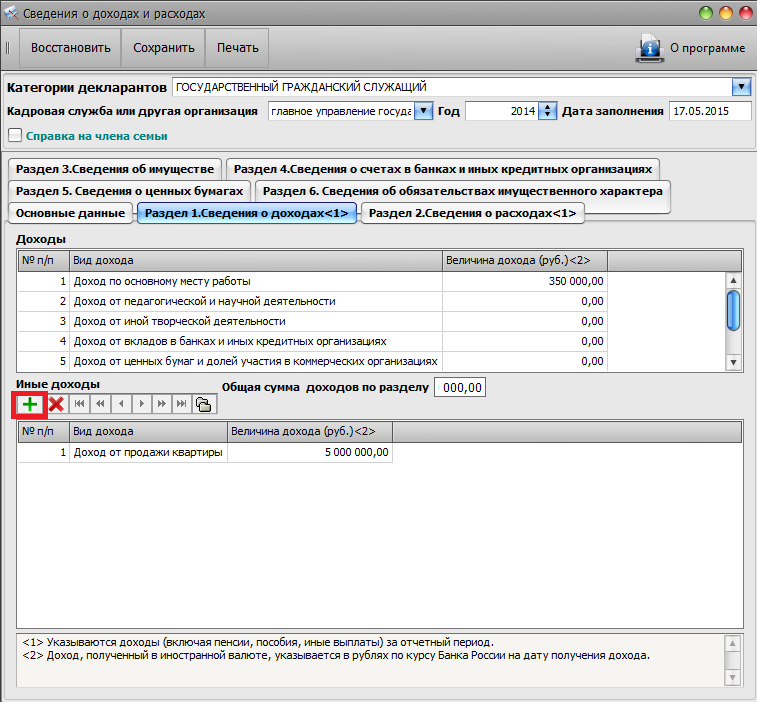 Сведения о доходах и расходах
Восстановить Сохранить Печать О программе
Категории декларантов ГОСУДАРСТВЕННЫЙ ГРАЖДАНСКИЙ СЛУЖАЩИЙ
Кадровая служба или другая организация главное управление госуда Год 2014 Дата заполнения 17.05.2015
Справка на члена семьи
Раздел 3.Сведения об имуществе Раздел 4.Сведения о счетах в банках и иных кредитных организациях
Раздел 5. Сведения о ценных бумагах Раздел 6. Сведения об обязательствах имущественного характера
Основные данные Раздел 1.Сведения о доходах<1> Раздел 2.Сведения о расходах<1>
Доходы
№ п/п Вид дохода Величина дохода (руб.)<2>
1 Доход по основному месту работы 350 000,00
2 Доход от педагогической и научной деятельности 0,00
3 Доход от иной творческой деятельности 0,00
4 Доход от вкладов в банках и иных кредитных организациях 0,00
5 Доход от ценных бумаг и долей участия в коммерческих организациях 0,00
Иные доходы
Общая сумма доходов по разделу 000,00
№ п/п Вид дохода Величина дохода (руб.)<2>
1 Доход от продажи квартиры 5 000 000,00
<1> Указываются доходы (включая пенсии, пособия, иные выплаты) за отчетный период.
<2> Доход, полученный в иностранной валюте, указывается в рублях по курсу Банка России на дату получения дохода.